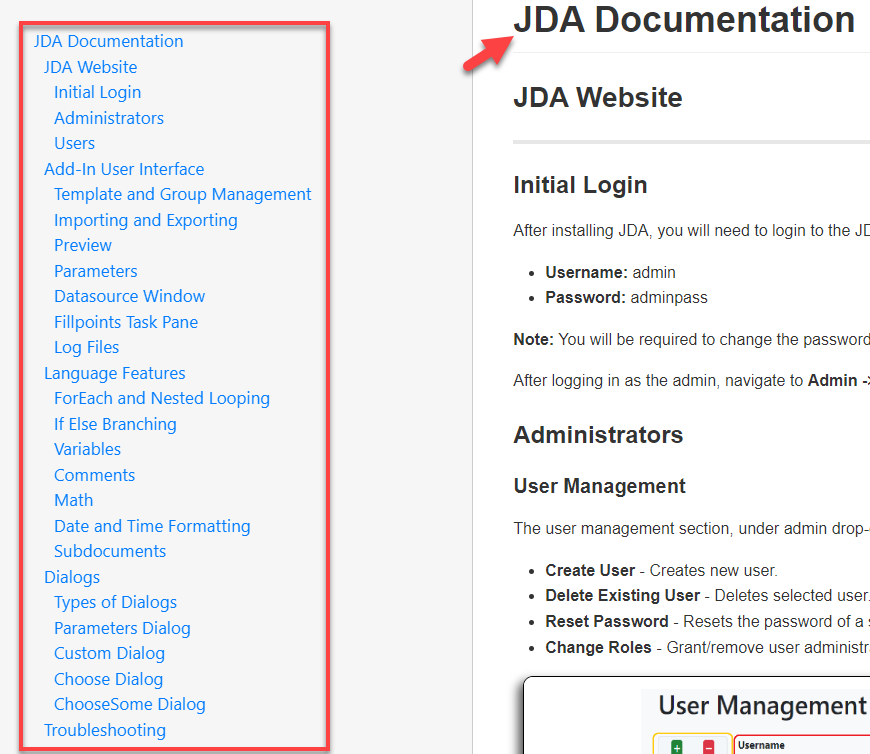 JDA Documentation
JDA Website
Initial Login
Administrators
Users
Add-In User Interface
Template and Group Management
Importing and Exporting
Preview
Parameters
Datasource Window
Fillpoints Task Pane
Log Files
Language Features
ForEach and Nested Looping
If Else Branching
Variables
Comments
Math
Date and Time Formatting
Subdocuments
Dialogs
Types of Dialogs
Parameters Dialog
Custom Dialog
Choose Dialog
ChooseSome Dialog
Troubleshooting
JDA Documentation
JDA Website
Initial Login
After installing JDA, you will need to login to the JD
• Username: admin
• Password: adminpass
Note: You will be required to change the password
After logging in as the admin, navigate to Admin ->
Administrators
User Management
The user management section, under admin drop-
• Create User - Creates new user.
• Delete Existing User - Deletes selected user.
• Reset Password - Resets the password of a s
• Change Roles - Grant/remove user administra
User Management
Username